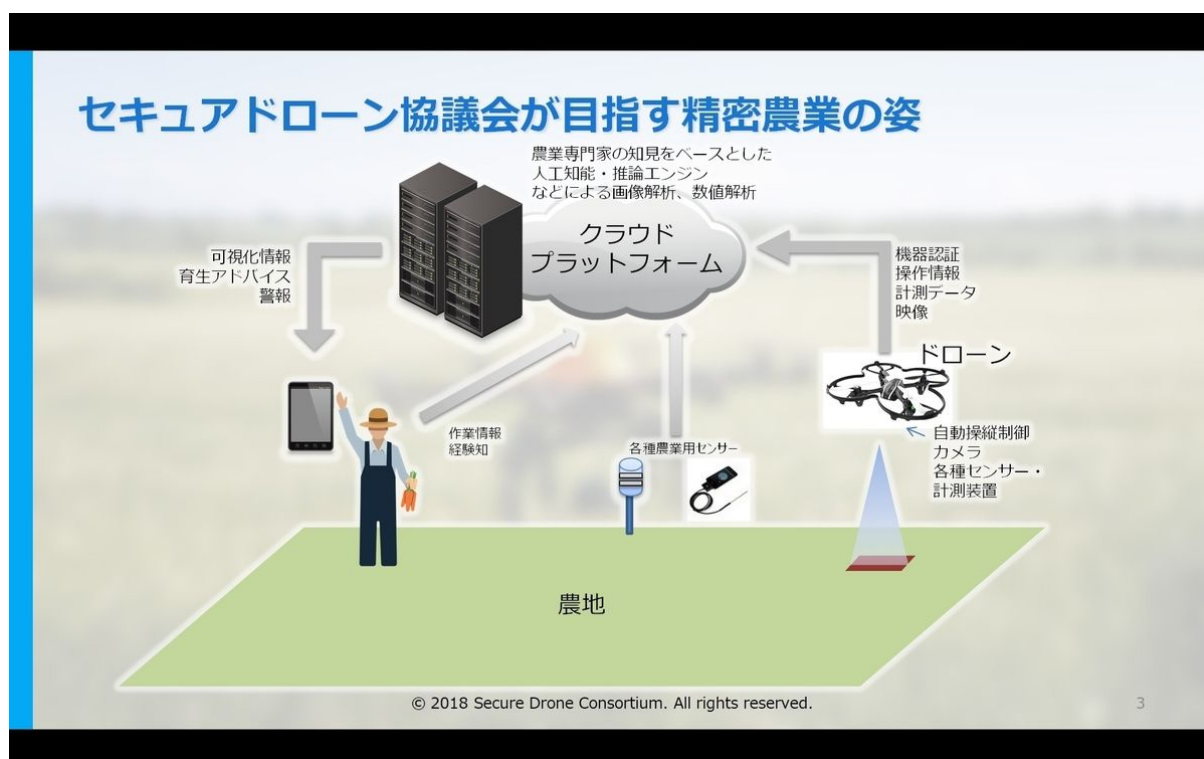 セキュアドローン協議会が目指す精密農業の姿
農業専門家の知見をベースとした
人工知能・推論エンジン
などによる画像解析、数値解析
クラウド
プラットフォーム
可視化情報
育生アドバイス
警報
機器認証
操作情報
計測データ
映像
ドローン
自動操縦制御
カメラ
各種センサー・
計測装置
作業情報
経験知
各種農業用センサー
農地
© 2018 Secure Drone Consortium. All rights reserved.
3